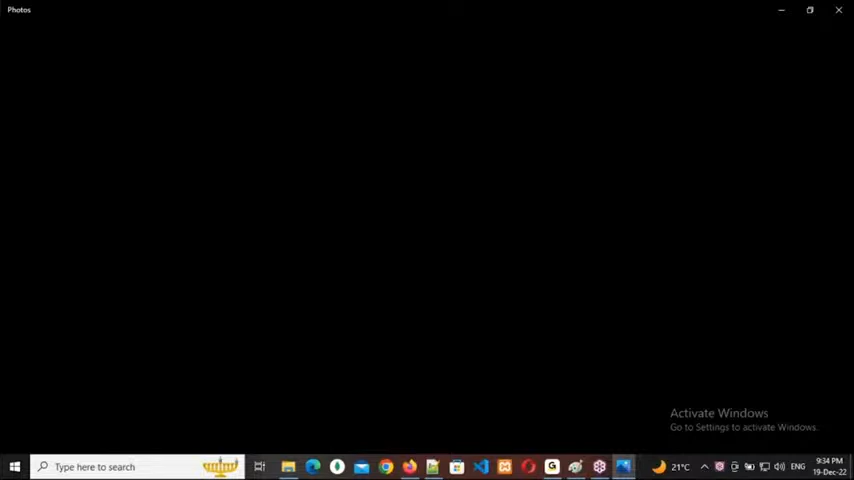 Photos
Activate Windows
Go to Settings to activate Windows.
Type here to search
G
21°C
ENG
9:34 PM
19-Dec-22